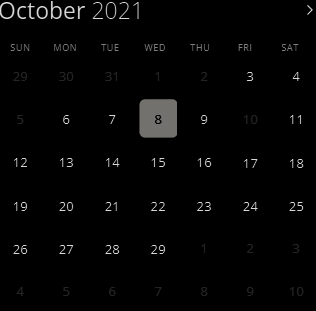 October 2021
SUN MON TUE WED THU FRI SAT
29 30 31 1 2 3 4
5 6 7 8 9 10 11
12 13 14 15 16 17 18
19 20 21 22 23 24 25
26 27 28 29 1 2 3
4 5 6 7 8 9 10